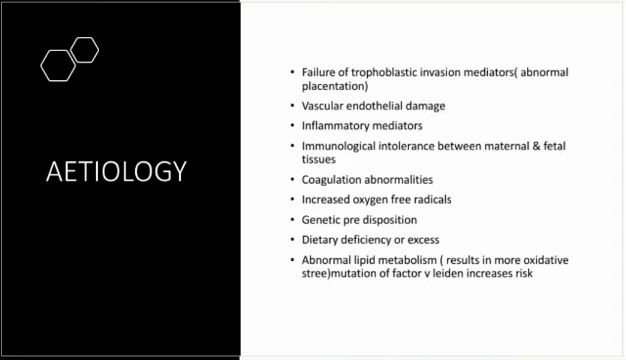 AETIOLOGY
• Failure of trophoblastic invasion mediators( abnormal
placentation)
• Vascular endothelial damage
• Inflammatory mediators
• Immunological intolerance between maternal & fetal
tissues
• Coagulation abnormalities
• Increased oxygen free radicals
• Genetic pre disposition
• Dietary deficiency or excess
• Abnormal lipid metabolism ( results in more oxidative
stree)mutation of factor v leiden increases risk